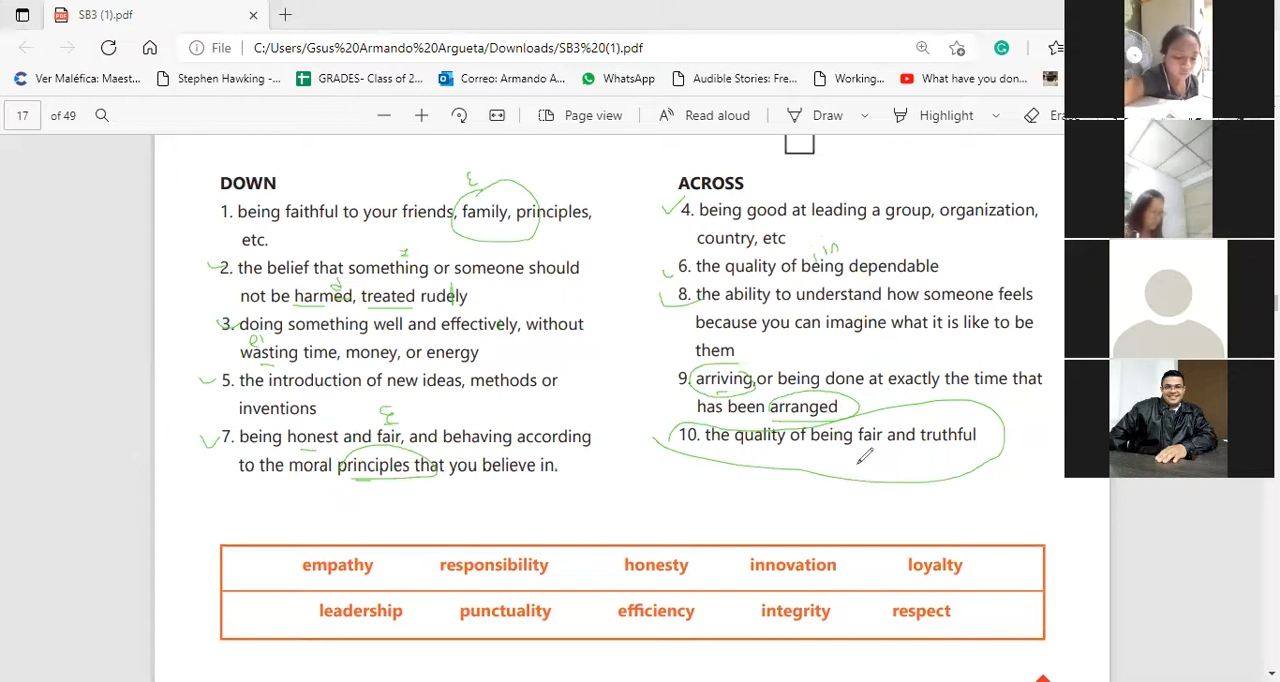 SB3 (1).pdf
File
C:/Users/Gsus%20Armando%20Argueta/Downloads/SB3%20(1).pdf
Ver Maléfica: Maest...
Stephen Hawking -...
GRADES- Class of 2...
Correo: Armando A...
WhatsApp
Audible Stories: Fre...
Working...
What have you don...
17 of 49
Page view
Read aloud
Draw
Highlight
DOWN
1. being faithful to your friends, family, principles,
etc.
2. the belief that something or someone should
not be harmed, treated rudely
3. doing something well and effectively, without
wasting time, money, or energy
5. the introduction of new ideas, methods or
inventions
7. being honest and fair, and behaving according
to the moral principles that you believe in.
ACROSS
4. being good at leading a group, organization,
country, etc
6. the quality of being dependable
8. the ability to understand how someone feels
because you can imagine what it is like to be
them
9. arriving, or being done at exactly the time that
has been arranged
10. the quality of being fair and truthful
empathy responsibility honesty innovation loyalty
leadership punctuality efficiency integrity respect